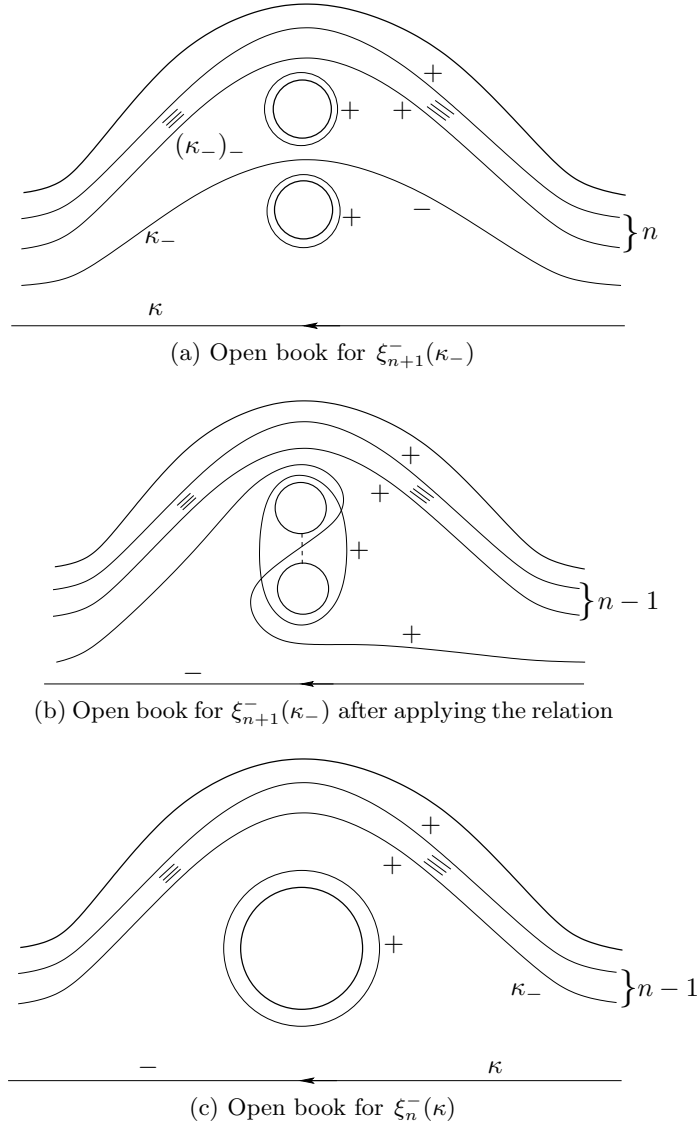 +
+ +
(κ₋)₋
κ₋ + − } n
κ
(a) Open book for ξ⁻ₙ₊₁(κ₋)
+
+
+
} n − 1
+
−
(b) Open book for ξ⁻ₙ₊₁(κ₋) after applying the relation
+
+
+
κ₋ } n − 1
− κ
(c) Open book for ξ⁻ₙ(κ)